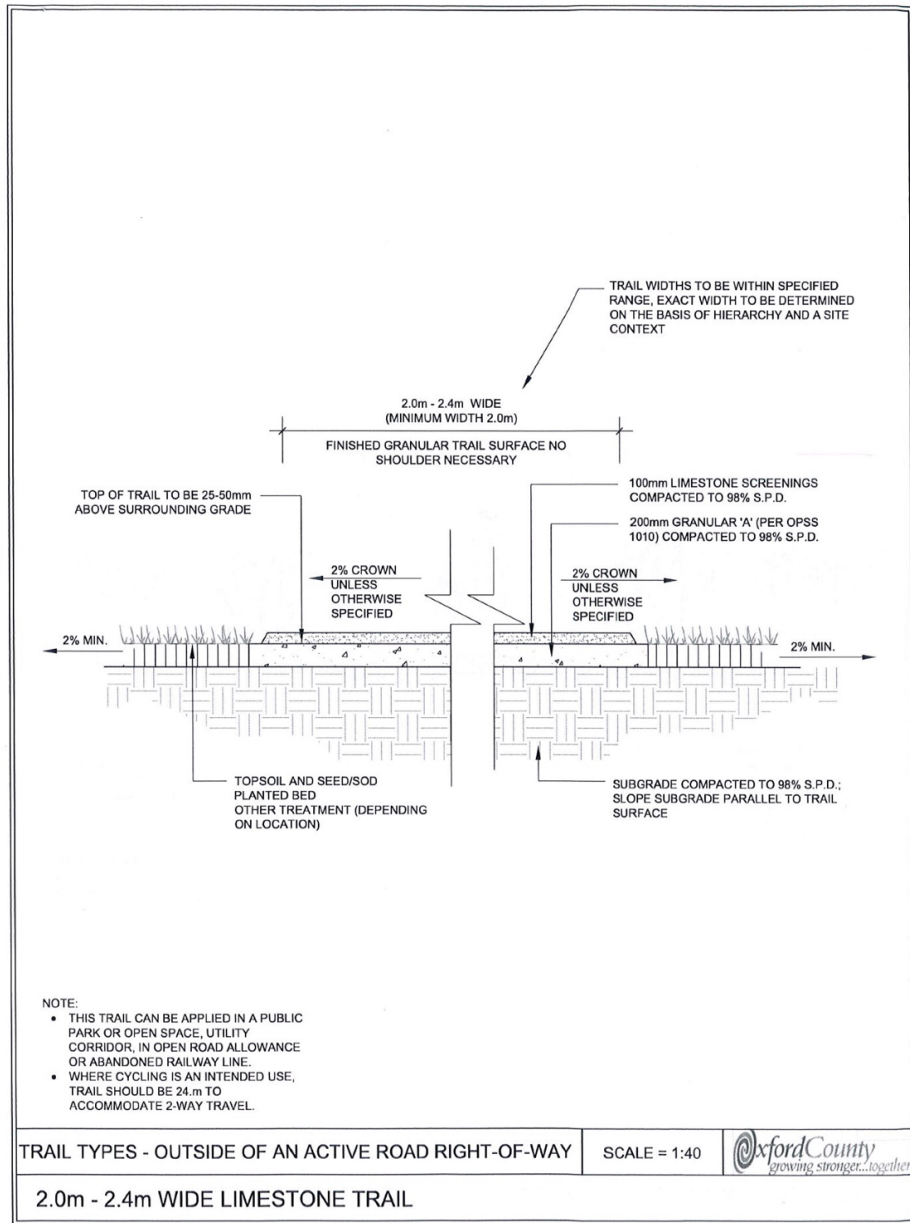 TRAIL WIDTHS TO BE WITHIN SPECIFIED
RANGE, EXACT WIDTH TO BE DETERMINED
ON THE BASIS OF HIERARCHY AND A SITE
CONTEXT
2.0m - 2.4m WIDE
(MINIMUM WIDTH 2.0m)
FINISHED GRANULAR TRAIL SURFACE NO
SHOULDER NECESSARY
TOP OF TRAIL TO BE 25-50mm
ABOVE SURROUNDING GRADE
100mm LIMESTONE SCREENINGS
COMPACTED TO 98% S.P.D.
200mm GRANULAR 'A' (PER OPSS
1010) COMPACTED TO 98% S.P.D.
2% CROWN
UNLESS
OTHERWISE
SPECIFIED
2% CROWN
UNLESS
OTHERWISE
SPECIFIED
2% MIN.
2% MIN.
TOPSOIL AND SEED/SOD
PLANTED BED
OTHER TREATMENT (DEPENDING
ON LOCATION)
SUBGRADE COMPACTED TO 98% S.P.D.;
SLOPE SUBGRADE PARALLEL TO TRAIL
SURFACE
NOTE:
• THIS TRAIL CAN BE APPLIED IN A PUBLIC
PARK OR OPEN SPACE, UTILITY
CORRIDOR, IN OPEN ROAD ALLOWANCE
OR ABANDONED RAILWAY LINE.
• WHERE CYCLING IS AN INTENDED USE,
TRAIL SHOULD BE 24.m TO
ACCOMMODATE 2-WAY TRAVEL.
TRAIL TYPES - OUTSIDE OF AN ACTIVE ROAD RIGHT-OF-WAY
SCALE = 1:40
OxfordCounty
growing stronger...together
2.0m - 2.4m WIDE LIMESTONE TRAIL